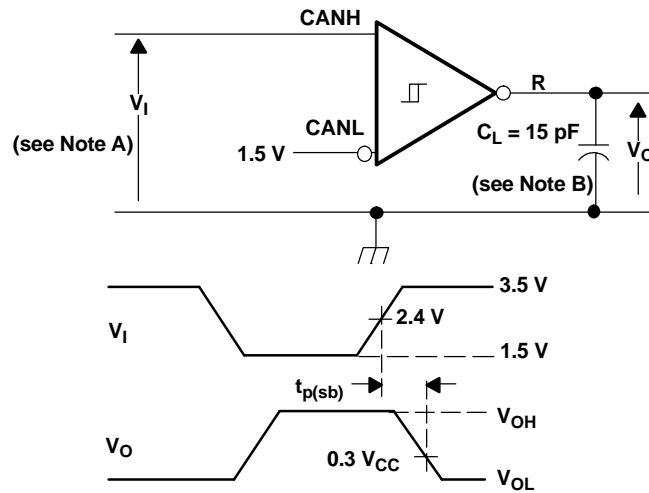 CANH
V_I
(see Note A)
CANL
1.5 V
R
C_L = 15 pF
(see Note B)
V_O
3.5 V
2.4 V
V_I
1.5 V
t_p(sb)
V_OH
V_O
0.3 V_CC
V_OL